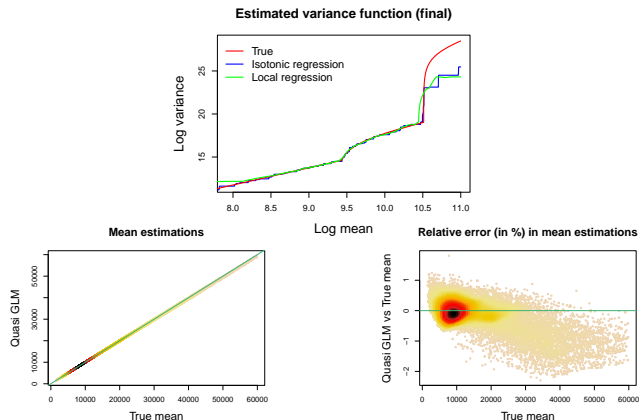 Estimated variance function (final)
True
Isotonic regression
Local regression
Log variance
25
20
15
8.0 8.5 9.0 9.5 10.0 10.5 11.0
Log mean
Mean estimations
Quasi GLM
60000
40000
20000
10000
0
0 10000 20000 30000 40000 50000 60000
True mean
Relative error (in %) in mean estimations
Quasi GLM vs True mean
1
0
−1
−2
0 10000 20000 30000 40000 50000 60000
True mean